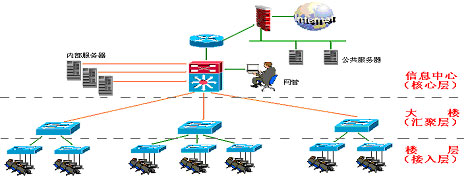 Internet
内部服务器
公共服务器
网管
信息中心
（核心层）
大 楼
（汇聚层）
楼 层
（接入层）